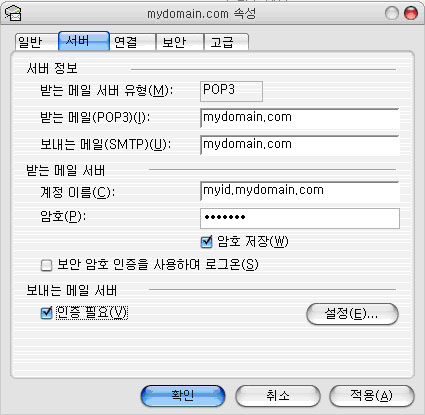 mydomain.com 속성
일반 서버 연결 보안 고급
서버 정보
받는 메일 서버 유형(M): POP3
받는 메일(POP3)(I): mydomain.com
보내는 메일(SMTP)(U): mydomain.com
받는 메일 서버
계정 이름(C): myid.mydomain.com
암호(P): •••••••
암호 저장(W)
보안 암호 인증을 사용하여 로그온(S)
보내는 메일 서버
인증 필요(V) 설정(E)...
확인 취소 적용(A)